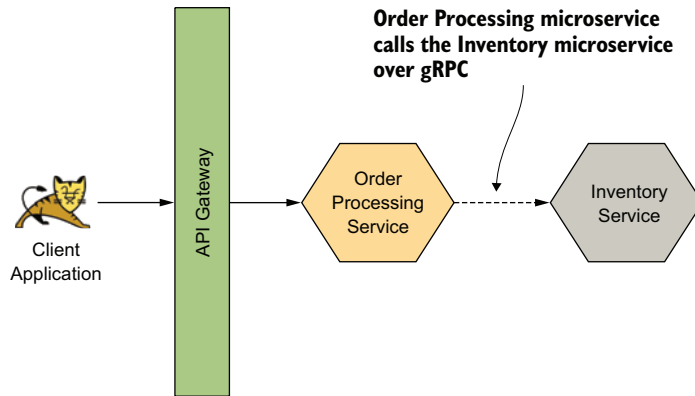 Order Processing microservice
calls the Inventory microservice
over gRPC
Client
Application
API Gateway
Order
Processing
Service
Inventory
Service